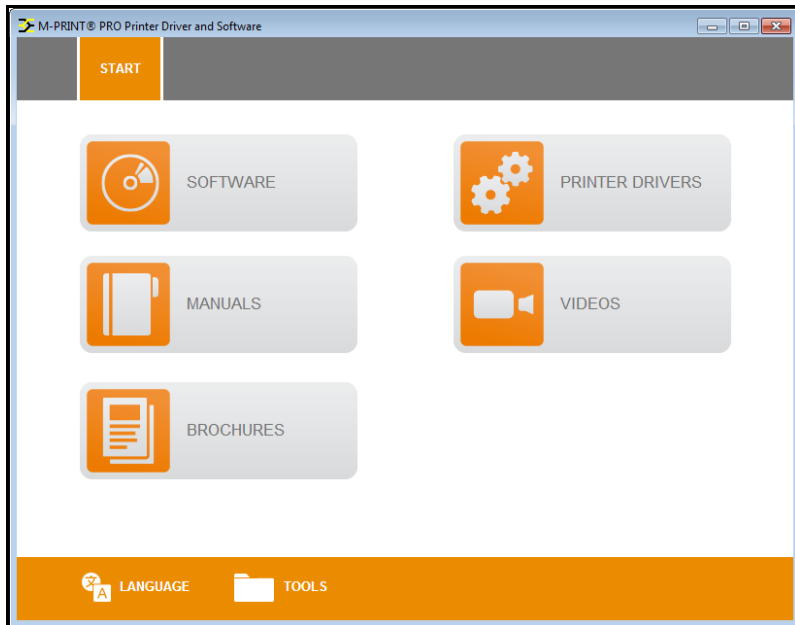 M-PRINT® PRO Printer Driver and Software
START
SOFTWARE
PRINTER DRIVERS
MANUALS
VIDEOS
BROCHURES
LANGUAGE
TOOLS